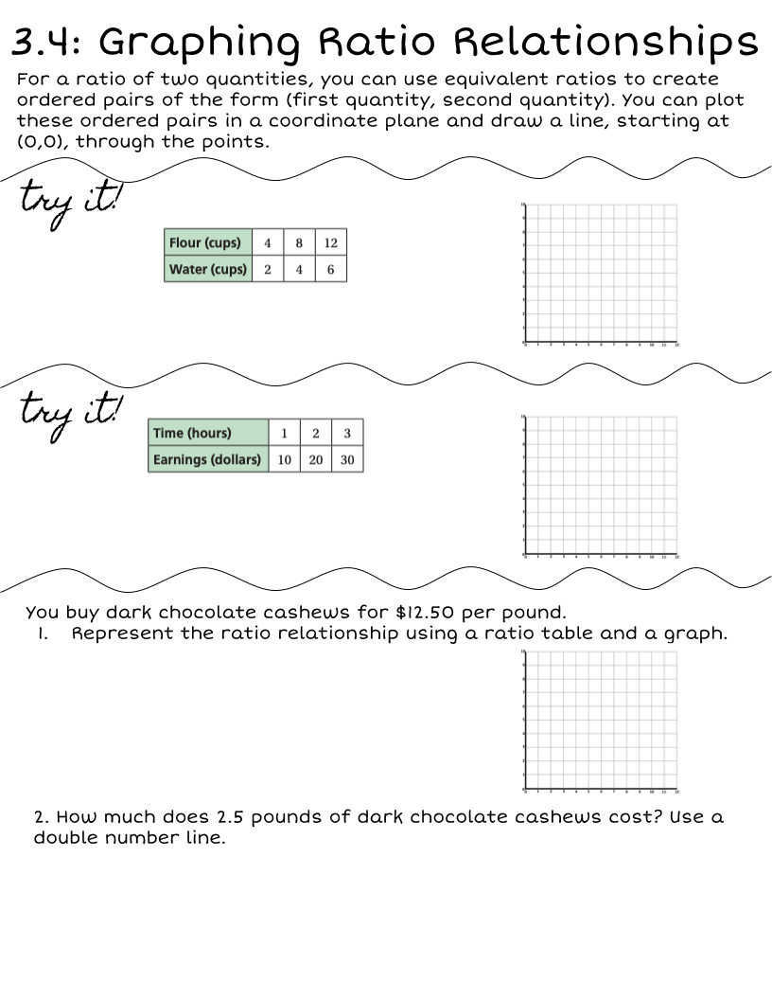 3.4: Graphing Ratio Relationships
For a ratio of two quantities, you can use equivalent ratios to create
ordered pairs of the form (first quantity, second quantity). You can plot
these ordered pairs in a coordinate plane and draw a line, starting at
(0,0), through the points.
try it!
Flour (cups) 4 8 12
Water (cups) 2 4 6
try it!
Time (hours) 1 2 3
Earnings (dollars) 10 20 30
You buy dark chocolate cashews for $12.50 per pound.
1. Represent the ratio relationship using a ratio table and a graph.
2. How much does 2.5 pounds of dark chocolate cashews cost? Use a
double number line.